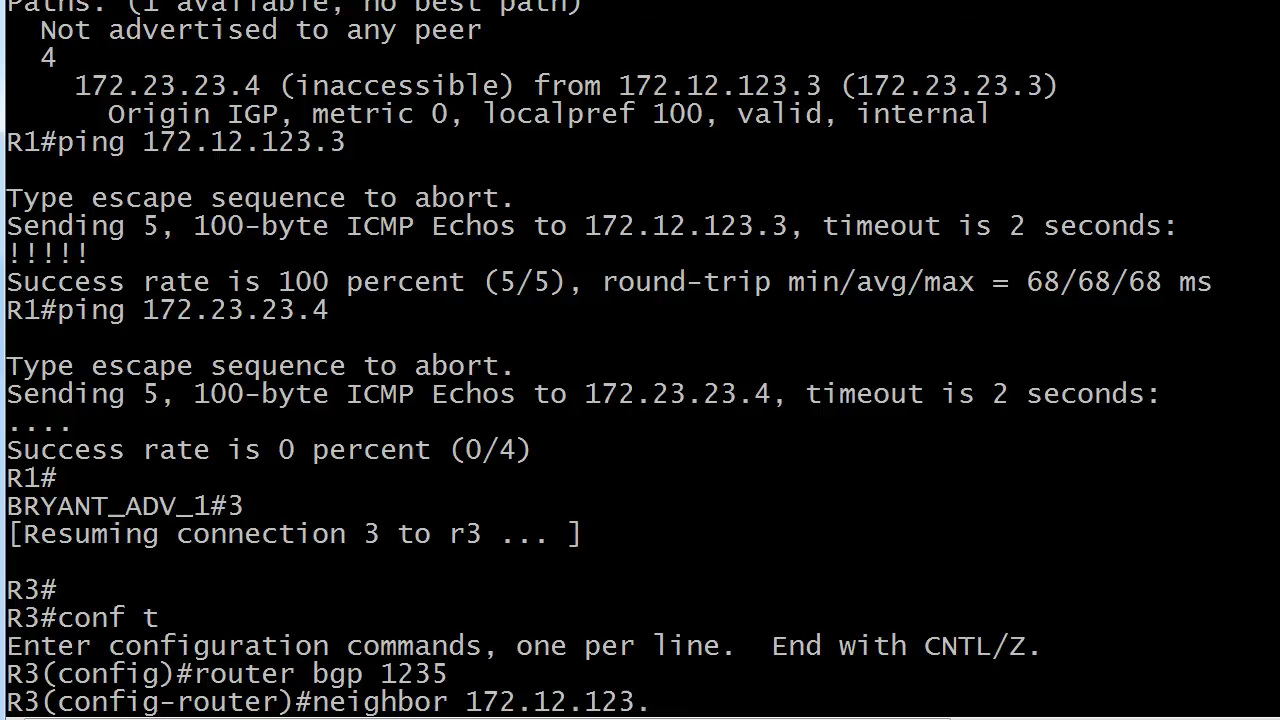 Paths: (1 available, no best path)
Not advertised to any peer
4
172.23.23.4 (inaccessible) from 172.12.123.3 (172.23.23.3)
Origin IGP, metric 0, localpref 100, valid, internal
R1#ping 172.12.123.3
Type escape sequence to abort.
Sending 5, 100-byte ICMP Echos to 172.12.123.3, timeout is 2 seconds:
!!!!!
Success rate is 100 percent (5/5), round-trip min/avg/max = 68/68/68 ms
R1#ping 172.23.23.4
Type escape sequence to abort.
Sending 5, 100-byte ICMP Echos to 172.23.23.4, timeout is 2 seconds:
....
Success rate is 0 percent (0/4)
R1#
BRYANT_ADV_1#3
[Resuming connection 3 to r3 ... ]
R3#
R3#conf t
Enter configuration commands, one per line.  End with CNTL/Z.
R3(config)#router bgp 1235
R3(config-router)#neighbor 172.12.123.